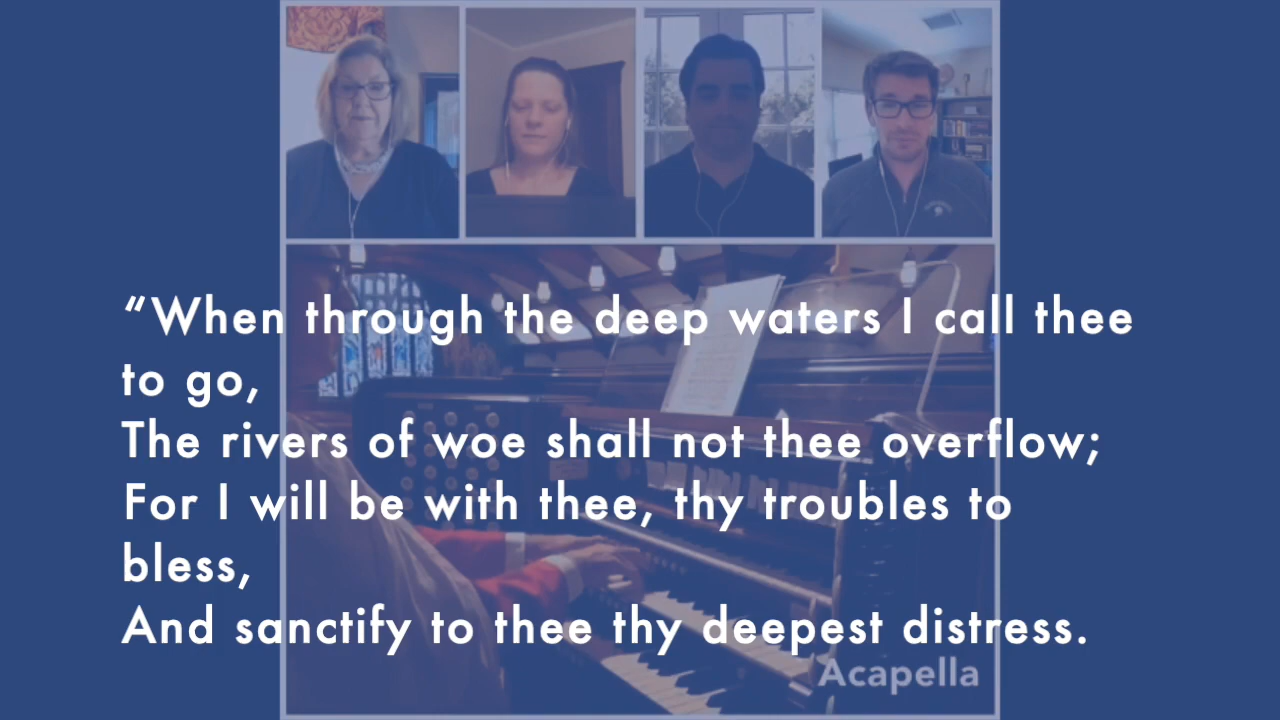 “When through the deep waters I call thee
to go,
The rivers of woe shall not thee overflow;
For I will be with thee, thy troubles to
bless,
And sanctify to thee thy deepest distress.
Acapella